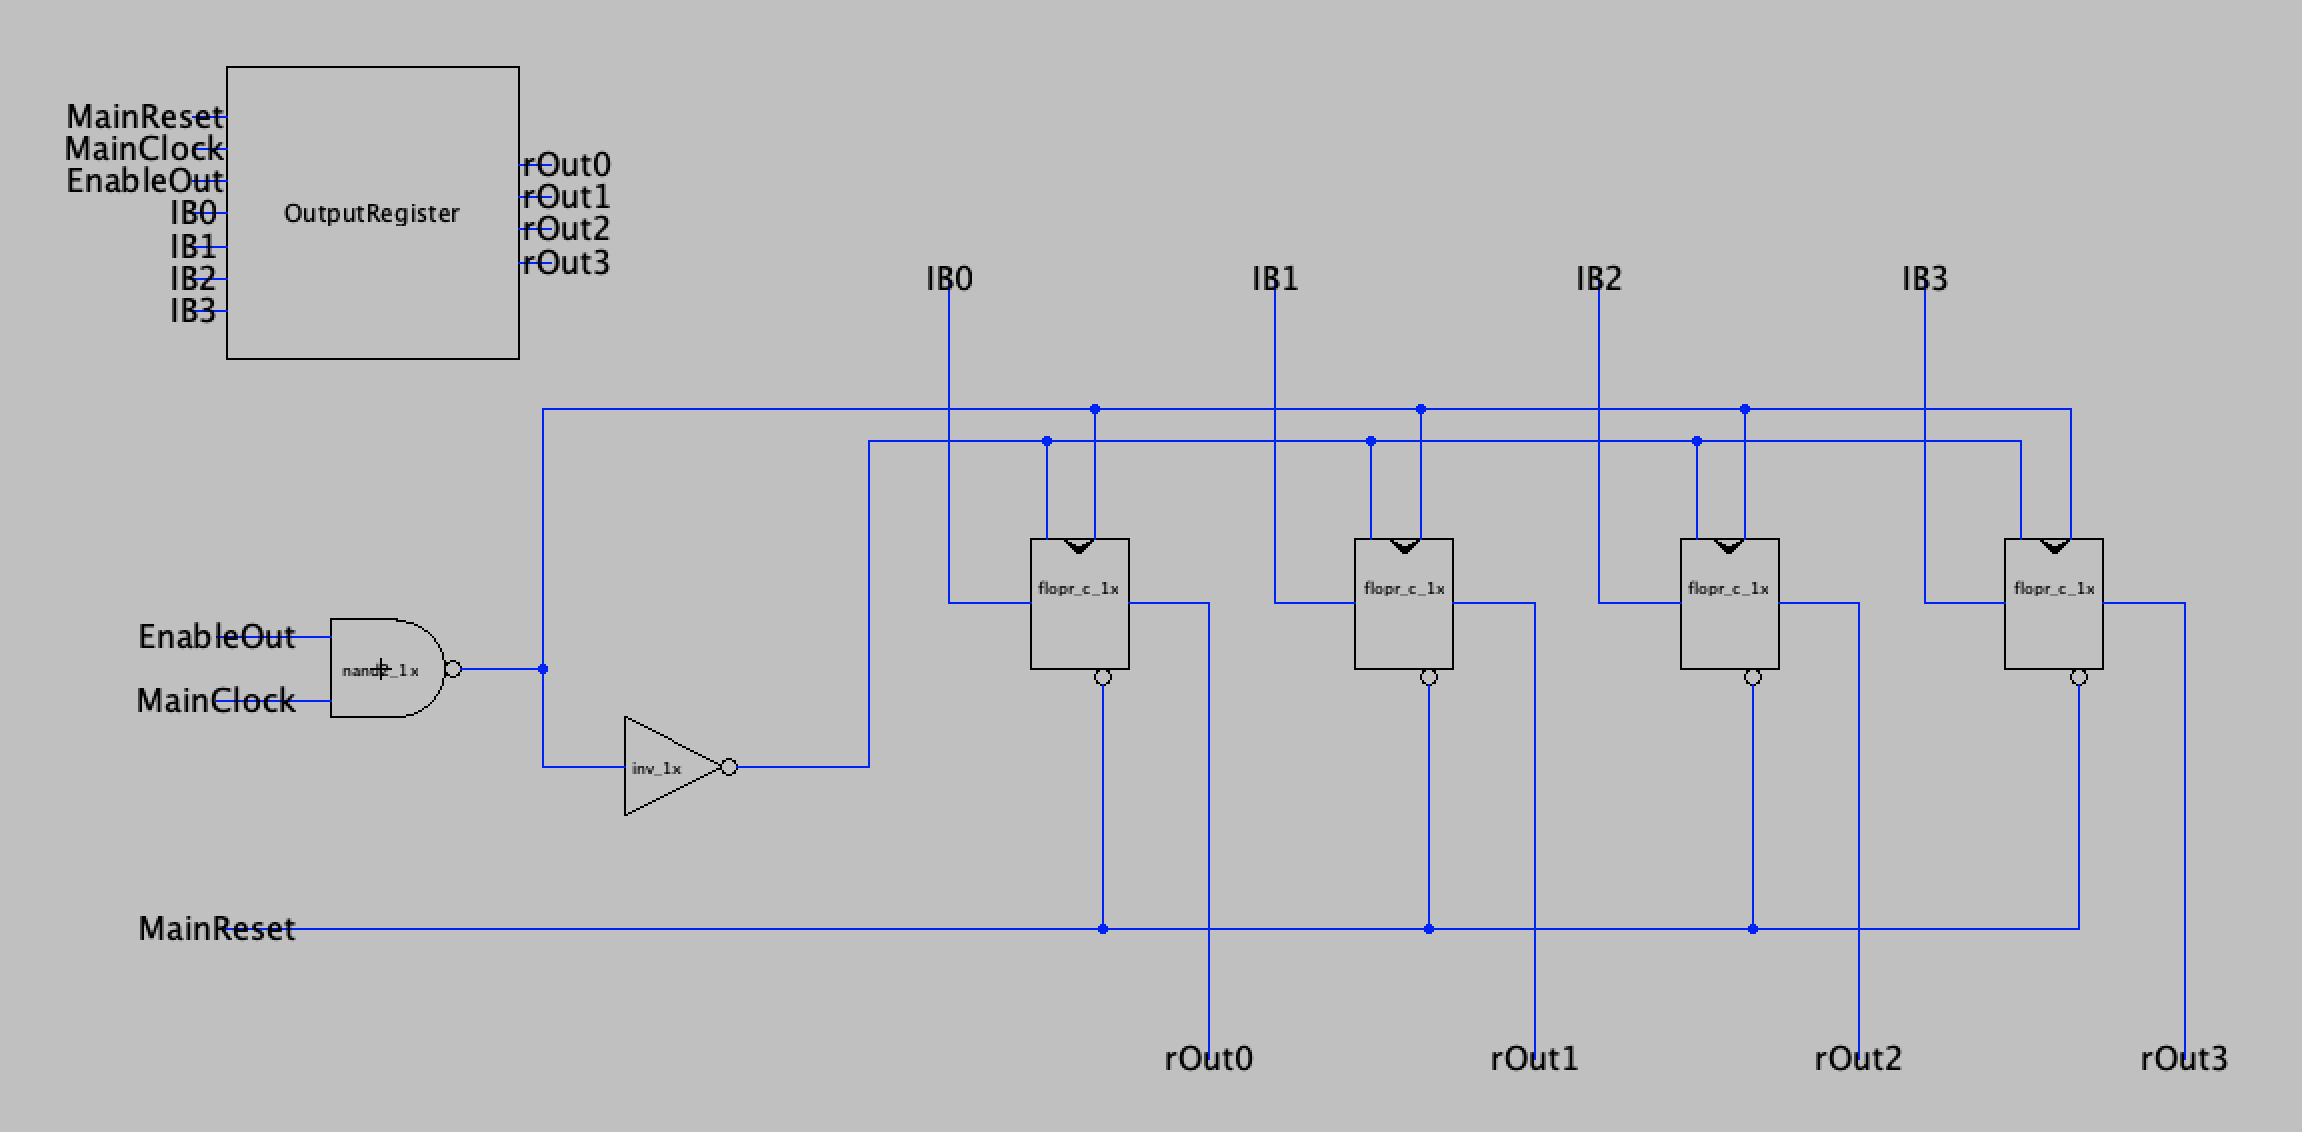 MainReset
MainClock
EnableOut
IB0
IB1
IB2
IB3
OutputRegister
rOut0
rOut1
rOut2
rOut3
IB0
IB1
IB2
IB3
flopr_c_1x
flopr_c_1x
flopr_c_1x
flopr_c_1x
EnableOut
nand2_1x
MainClock
inv_1x
MainReset
rOut0
rOut1
rOut2
rOut3